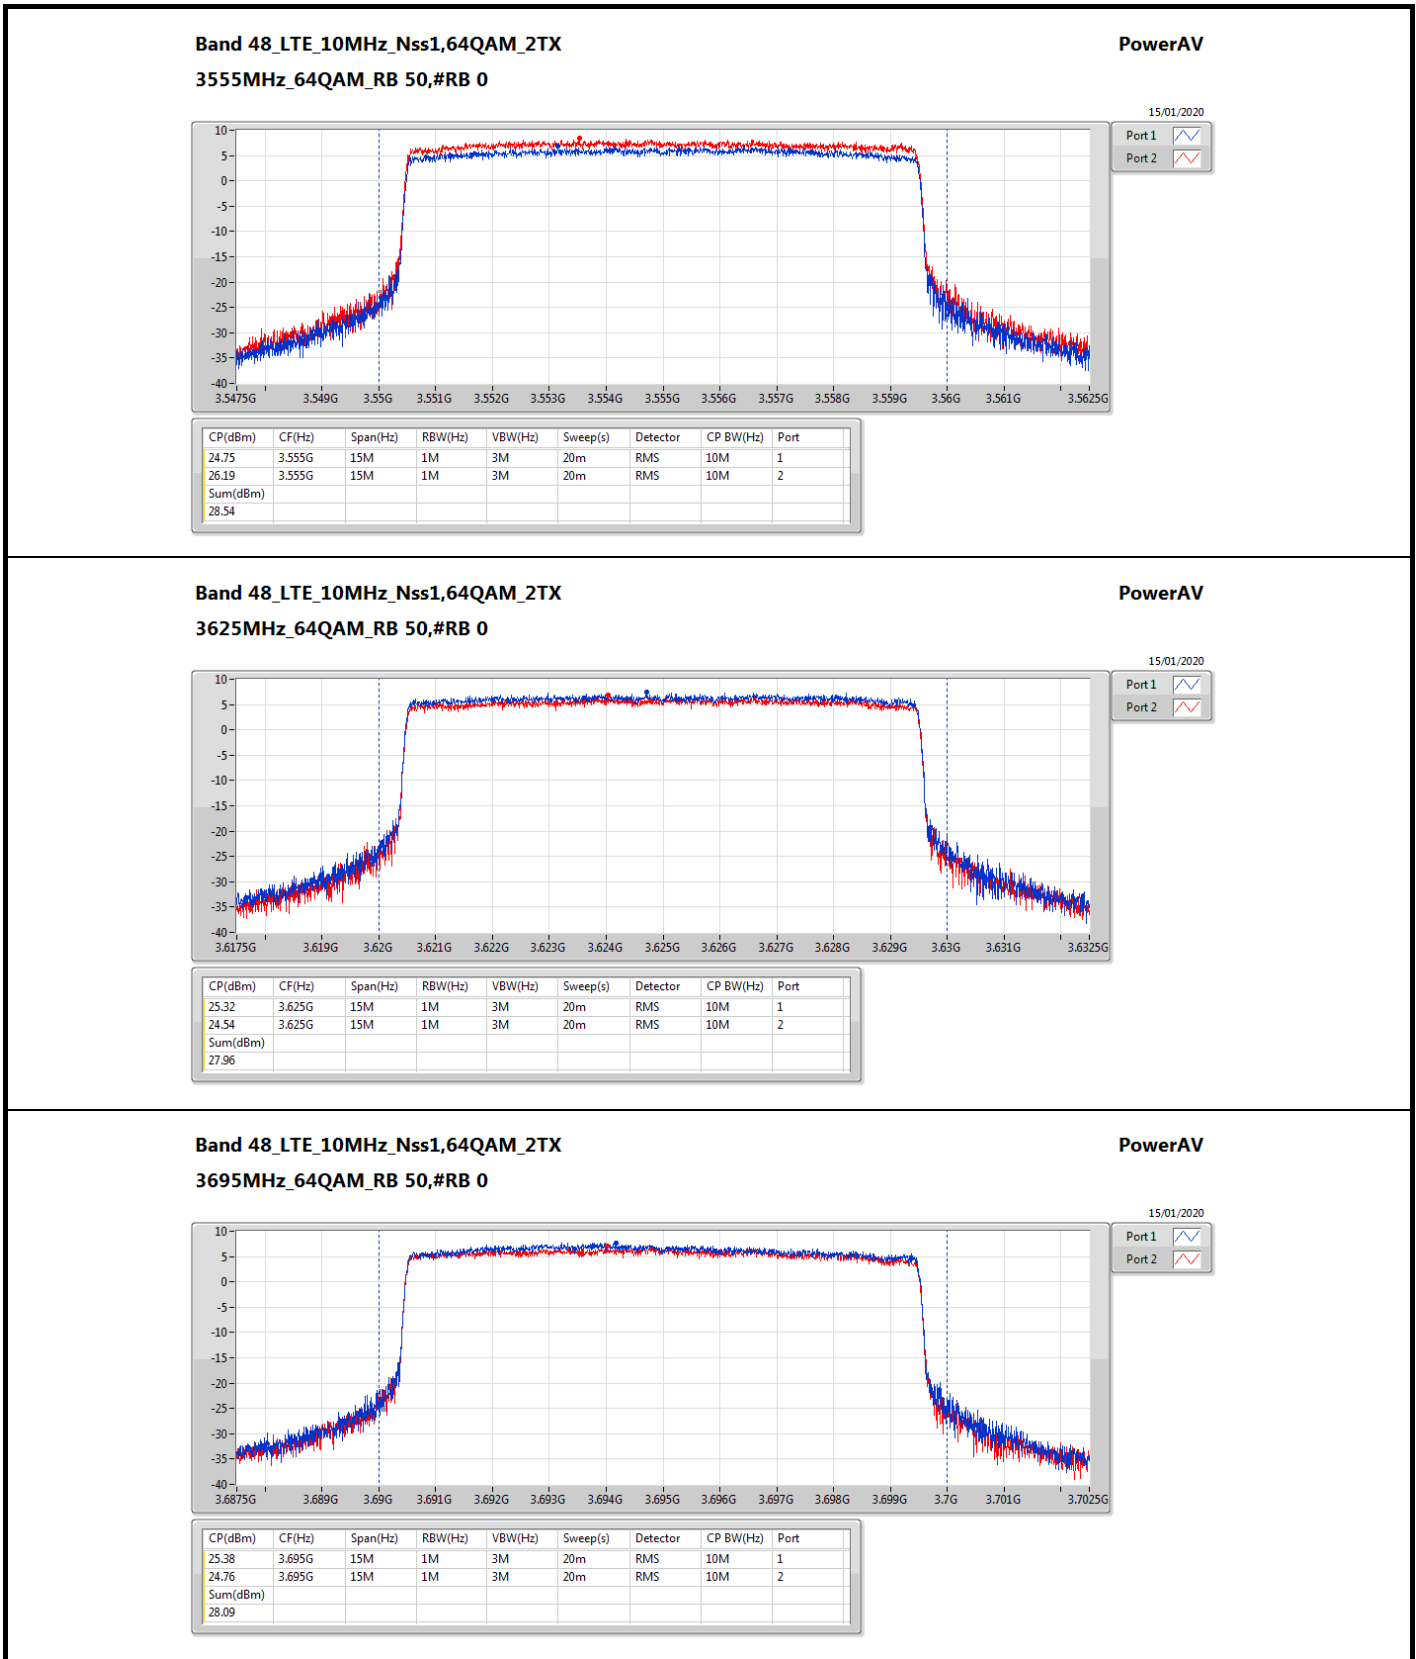 Band 48_LTE_10MHz_Nss1,64QAM_2TX PowerAV
3555MHz_64QAM_RB 50,#RB 0
15/01/2020
Port 1
Port 2
10
5
0
-5
-10
-15
-20
-25
-30
-35
-40
3.5475G 3.549G 3.55G 3.551G 3.552G 3.553G 3.554G 3.555G 3.556G 3.557G 3.558G 3.559G 3.56G 3.561G 3.5625G
CP(dBm) CF(Hz) Span(Hz) RBW(Hz) VBW(Hz) Sweep(s) Detector CP BW(Hz) Port
24.75 3.555G 15M 1M 3M 20m RMS 10M 1
26.19 3.555G 15M 1M 3M 20m RMS 10M 2
Sum(dBm)
28.54
Band 48_LTE_10MHz_Nss1,64QAM_2TX PowerAV
3625MHz_64QAM_RB 50,#RB 0
15/01/2020
Port 1
Port 2
10
5
0
-5
-10
-15
-20
-25
-30
-35
-40
3.6175G 3.619G 3.62G 3.621G 3.622G 3.623G 3.624G 3.625G 3.626G 3.627G 3.628G 3.629G 3.63G 3.631G 3.6325G
CP(dBm) CF(Hz) Span(Hz) RBW(Hz) VBW(Hz) Sweep(s) Detector CP BW(Hz) Port
25.32 3.625G 15M 1M 3M 20m RMS 10M 1
24.54 3.625G 15M 1M 3M 20m RMS 10M 2
Sum(dBm)
27.96
Band 48_LTE_10MHz_Nss1,64QAM_2TX PowerAV
3695MHz_64QAM_RB 50,#RB 0
15/01/2020
Port 1
Port 2
10
5
0
-5
-10
-15
-20
-25
-30
-35
-40
3.6875G 3.689G 3.69G 3.691G 3.692G 3.693G 3.694G 3.695G 3.696G 3.697G 3.698G 3.699G 3.7G 3.701G 3.7025G
CP(dBm) CF(Hz) Span(Hz) RBW(Hz) VBW(Hz) Sweep(s) Detector CP BW(Hz) Port
25.38 3.695G 15M 1M 3M 20m RMS 10M 1
24.76 3.695G 15M 1M 3M 20m RMS 10M 2
Sum(dBm)
28.09